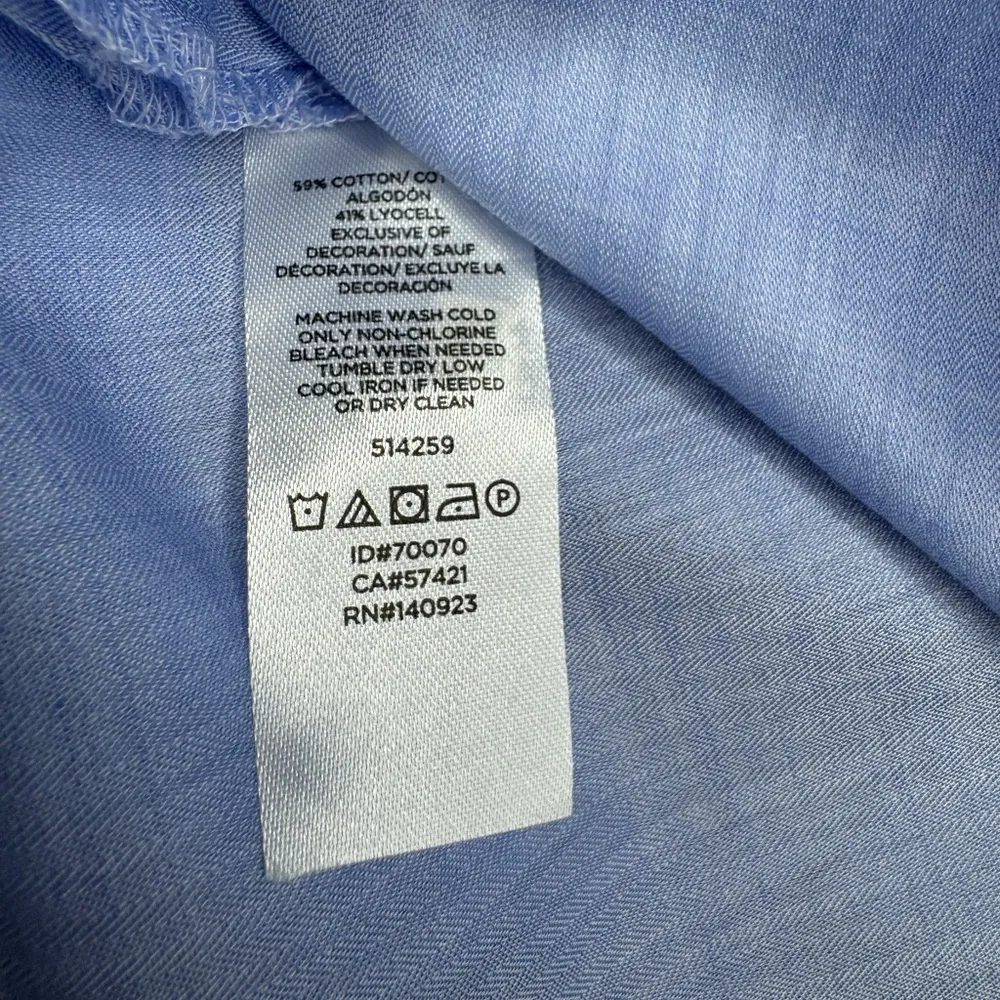 59% COTTON/ CO
ALGODÓN
41% LYOCELL
EXCLUSIVE OF
DECORATION/ SAUF
DÉCORATION/ EXCLUYE LA
DECORACIÓN
MACHINE WASH COLD
ONLY NON-CHLORINE
BLEACH WHEN NEEDED
TUMBLE DRY LOW
COOL IRON IF NEEDED
OR DRY CLEAN
514259
P
ID#70070
CA#57421
RN#140923